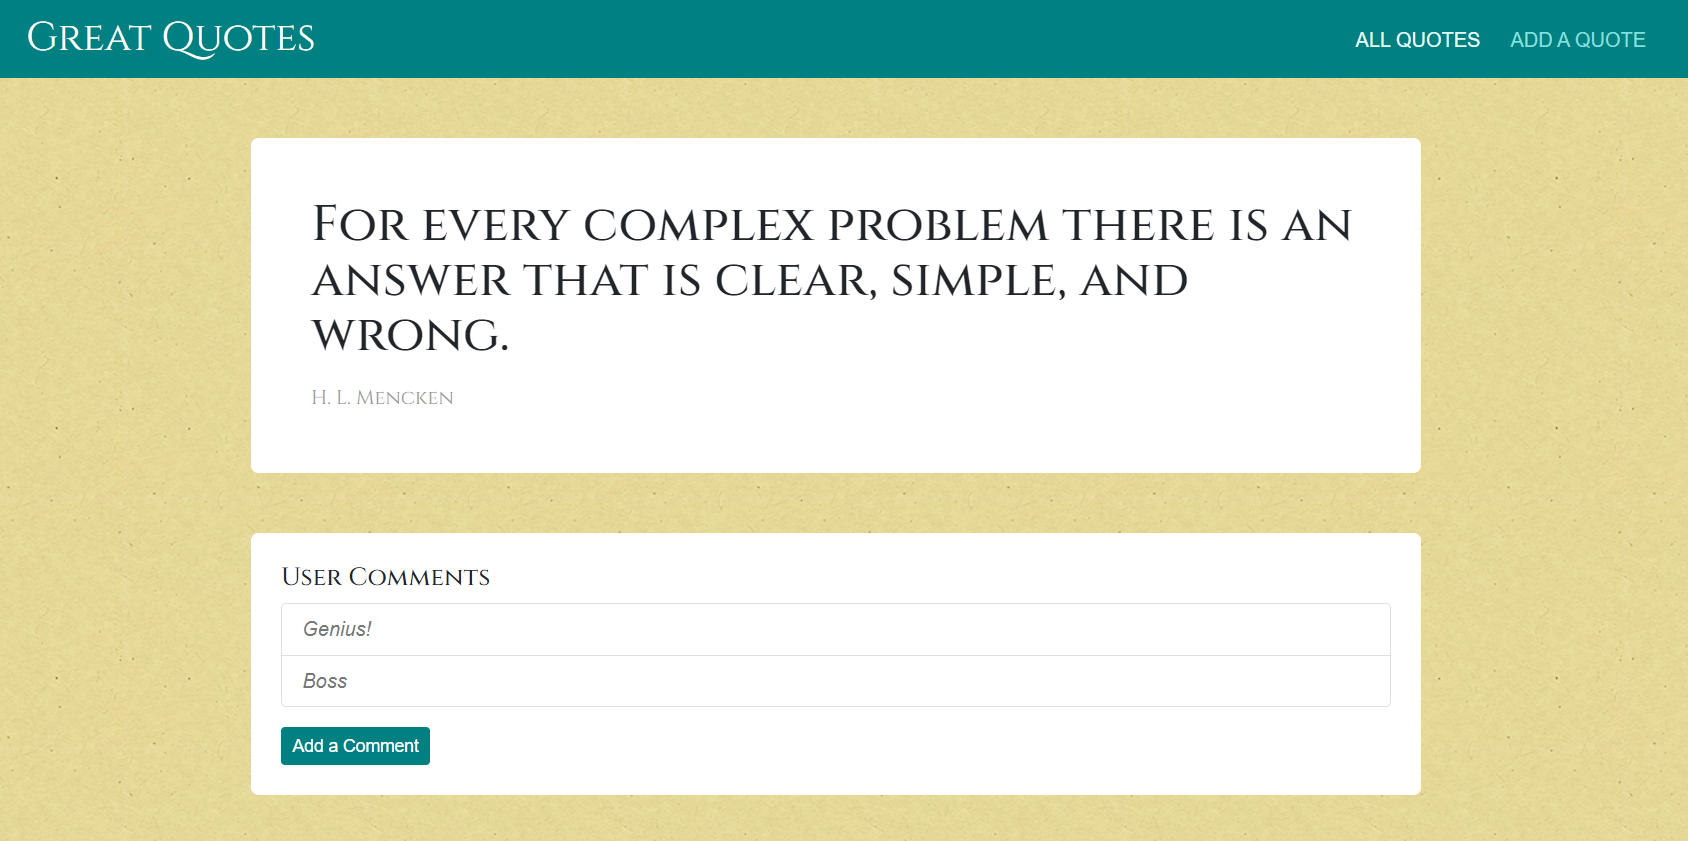 Great Quotes
ALL QUOTES
ADD A QUOTE
For every complex problem there is an
answer that is clear, simple, and
wrong.
H. L. Mencken
User Comments
Genius!
Boss
Add a Comment